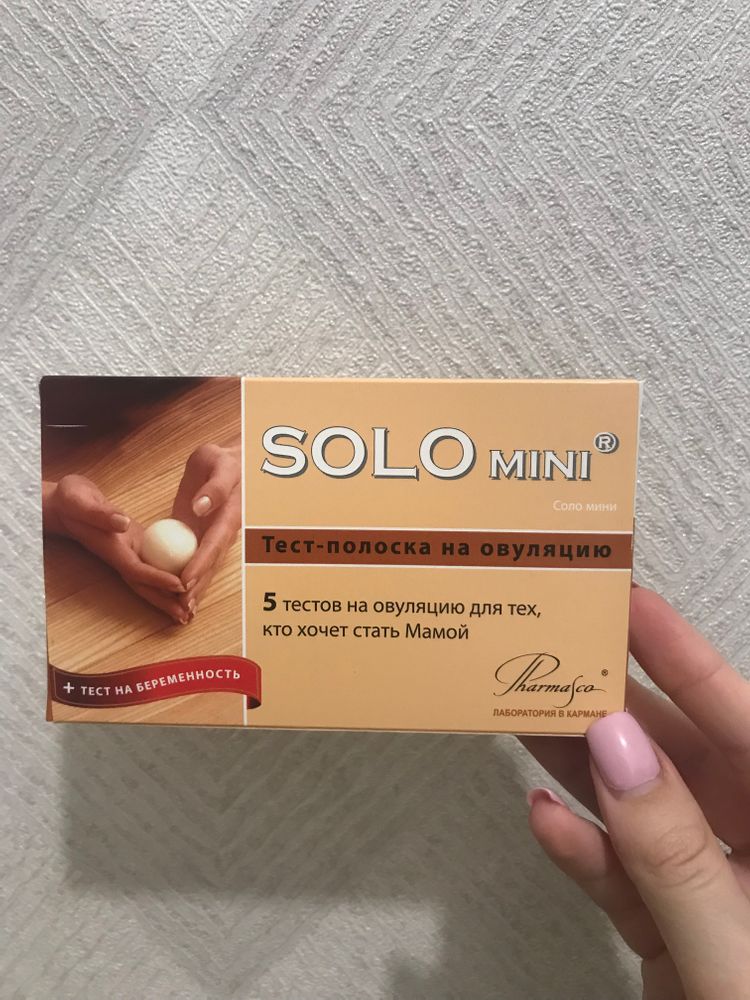 SOLO MINI®
Соло мини
Тест-полоска на овуляцию
5 тестов на овуляцию для тех,
кто хочет стать Мамой
+ ТЕСТ НА БЕРЕМЕННОСТЬ
Pharmasco®
ЛАБОРАТОРИЯ В КАРМАНЕ